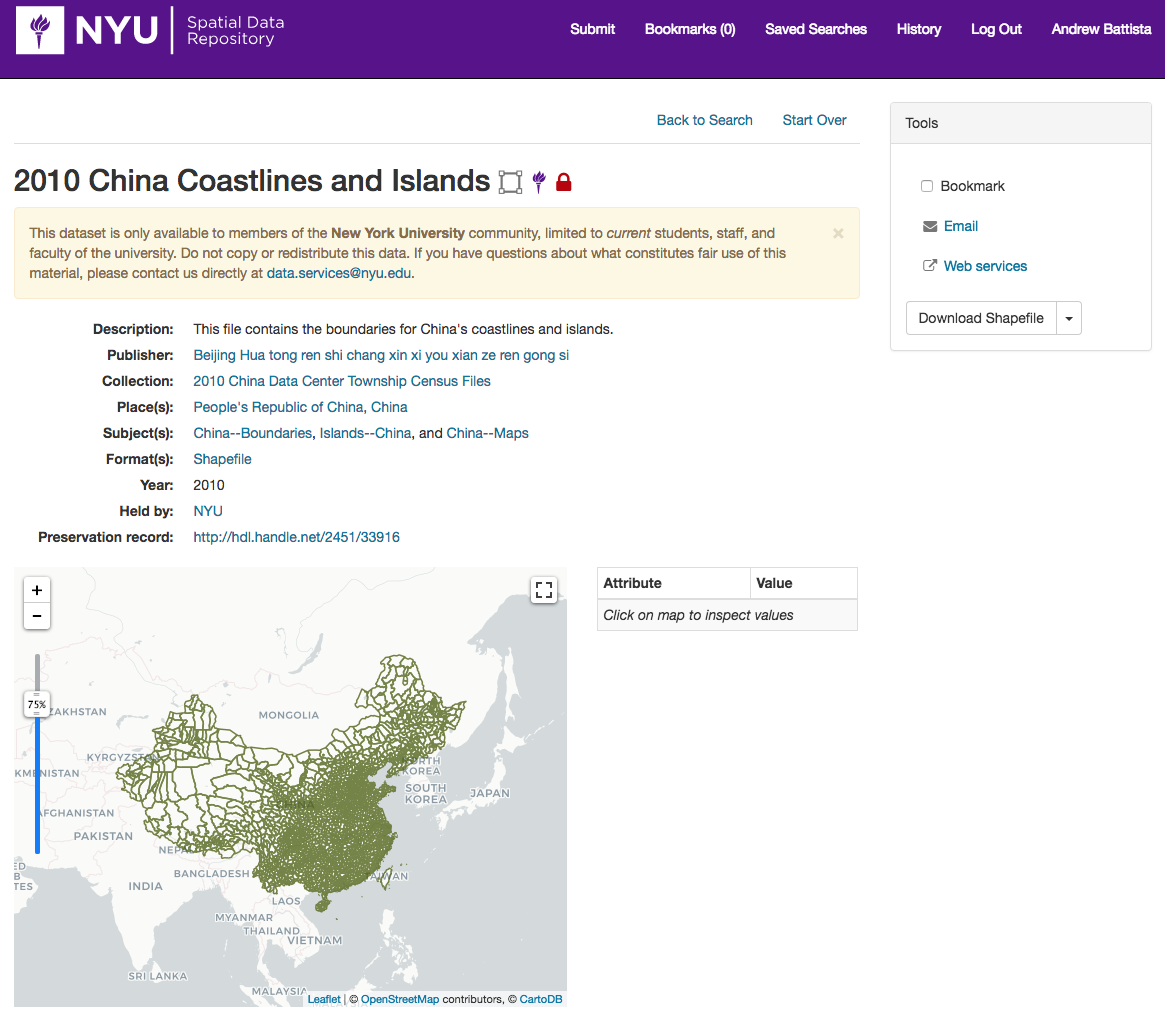 NYU
Spatial Data
Repository
Submit
Bookmarks (0)
Saved Searches
History
Log Out
Andrew Battista
Back to Search
Start Over
Tools
Bookmark
Email
Web services
Download Shapefile
2010 China Coastlines and Islands
This dataset is only available to members of the New York University community, limited to current students, staff, and
faculty of the university. Do not copy or redistribute this data. If you have questions about what constitutes fair use of this
material, please contact us directly at data.services@nyu.edu.
×
Description: This file contains the boundaries for China's coastlines and islands.
Publisher: Beijing Hua tong ren shi chang xin xi you xian ze ren gong si
Collection: 2010 China Data Center Township Census Files
Place(s): People's Republic of China, China
Subject(s): China--Boundaries, Islands--China, and China--Maps
Format(s): Shapefile
Year: 2010
Held by: NYU
Preservation record: http://hdl.handle.net/2451/33916
+
−
75%
ZAKHSTAN
MONGOLIA
KYRGYZSTAN
KMENISTAN
NORTH
KOREA
SOUTH
KOREA
JAPAN
CHINA
AFGHANISTAN
PAKISTAN
NEPAL
BANGLADESH
TAIWAN
ED
B
TES
INDIA
LAOS
MYANMAR
THAILAND
VIETNAM
SRI LANKA
MALAYSIA
Leaflet | © OpenStreetMap contributors, © CartoDB
Attribute Value
Click on map to inspect values